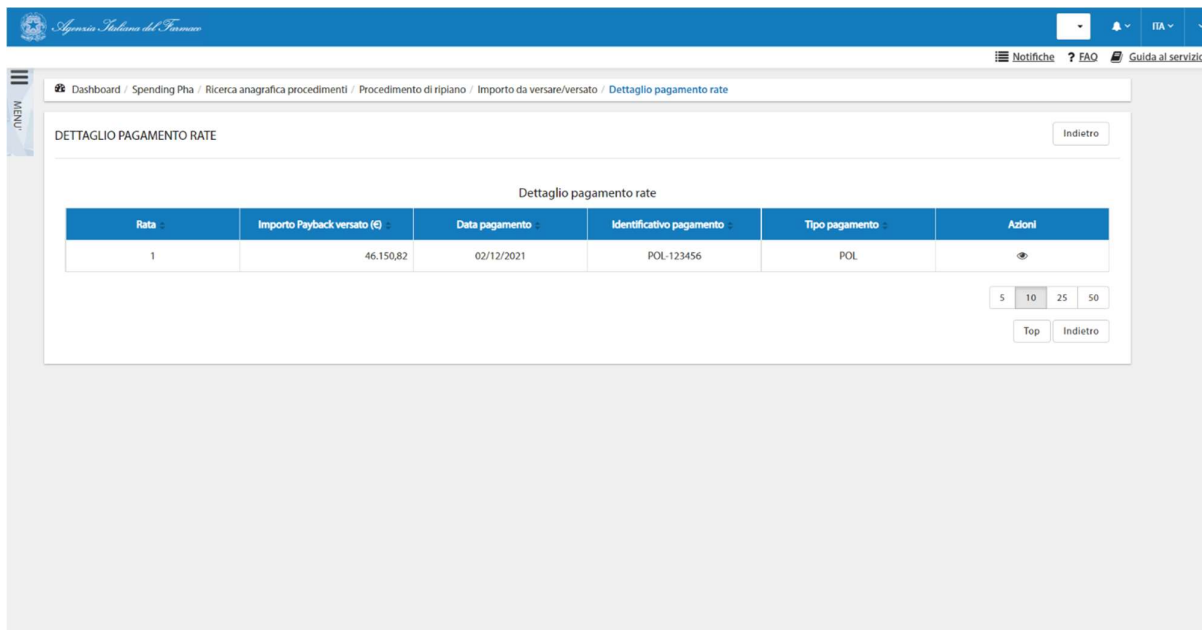 Agenzia Italiana del Farmaco
ITA
Notifiche ? FAQ Guida al servizio
MENU'
Dashboard / Spending Pha / Ricerca anagrafica procedimenti / Procedimento di ripiano / Importo da versare/versato / Dettaglio pagamento rate
DETTAGLIO PAGAMENTO RATE Indietro
Dettaglio pagamento rate
Rata Importo Payback versato (€) Data pagamento Identificativo pagamento Tipo pagamento Azioni
1 46.150,82 02/12/2021 POL-123456 POL
5 10 25 50
Top Indietro